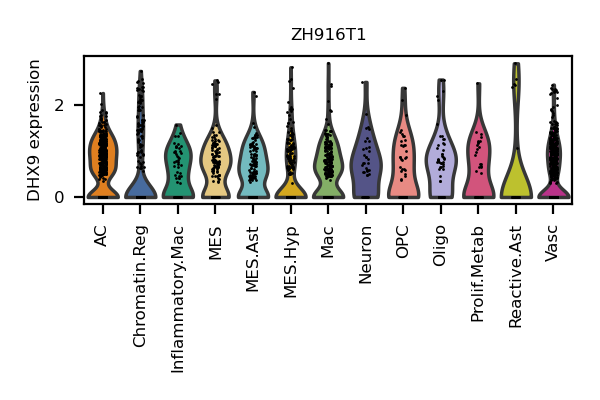 ZH916T1
DHX9 expression
2
0
AC
Chromatin.Reg
Inflammatory.Mac
MES
MES.Ast
MES.Hyp
Mac
Neuron
OPC
Oligo
Prolif.Metab
Reactive.Ast
Vasc